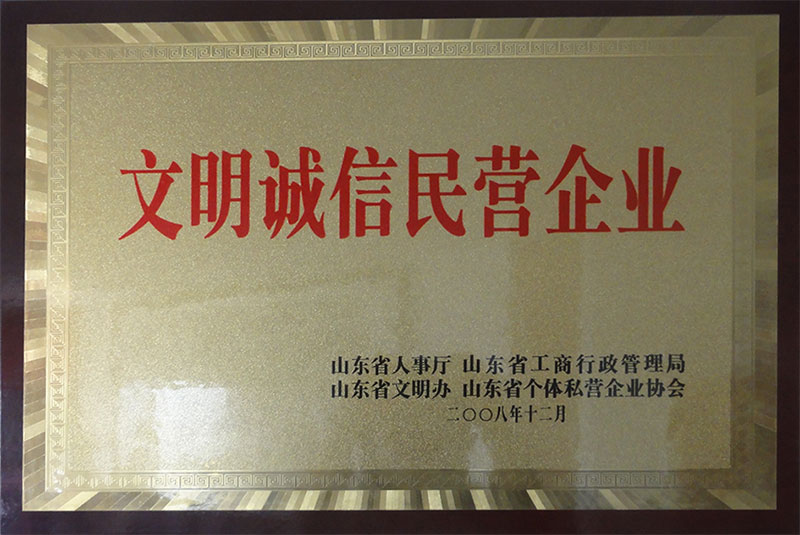 文明诚信民营企业
山东省人事厅 山东省工商行政管理局
山东省文明办 山东省个体私营企业协会
二〇〇八年十二月